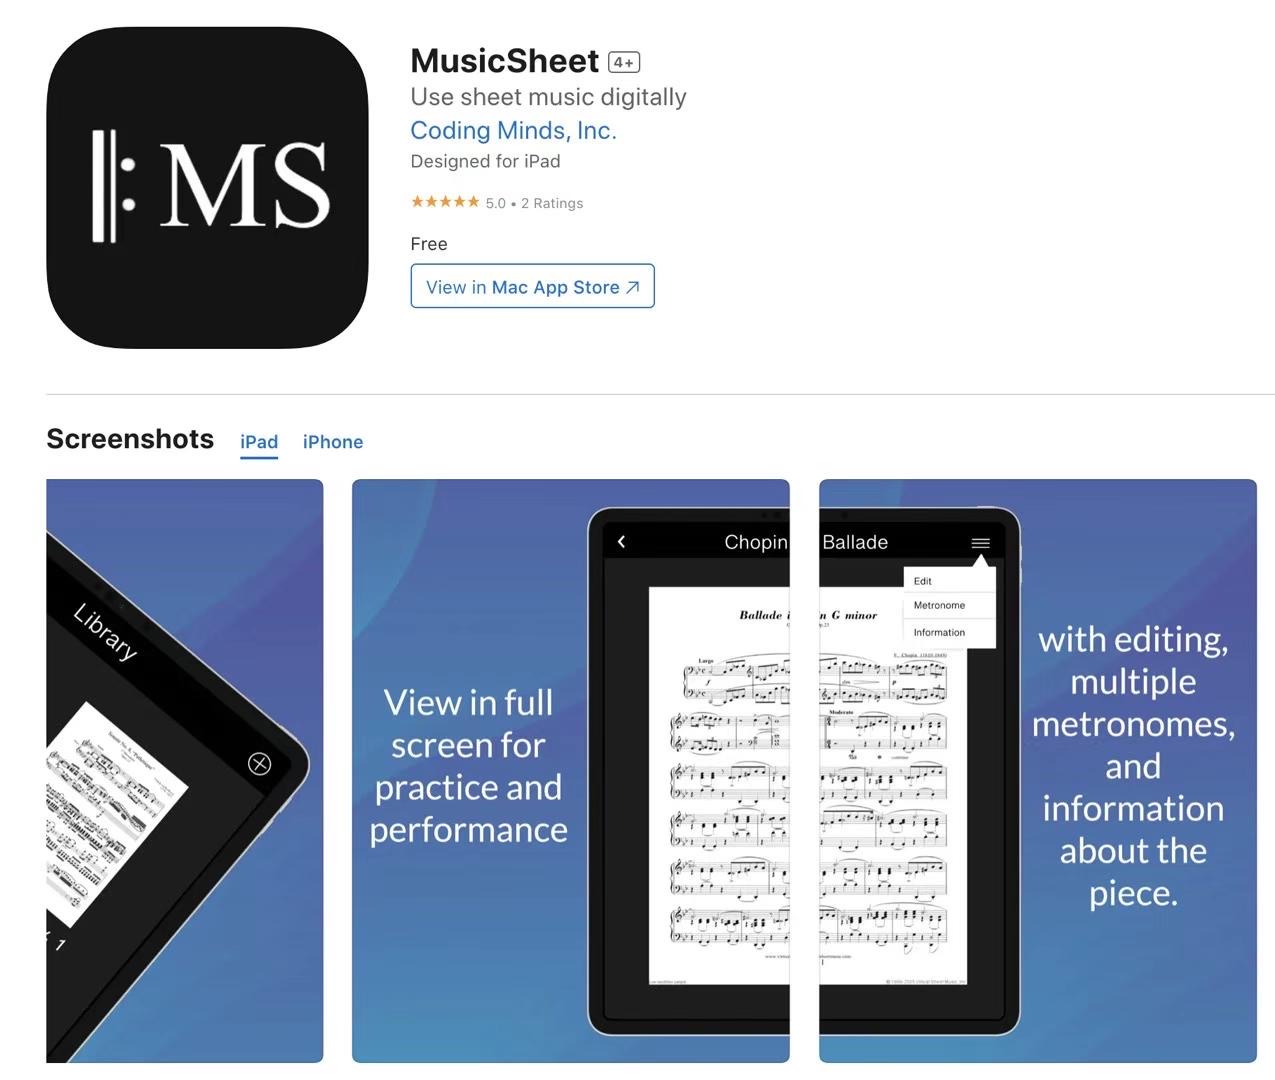 MS
MusicSheet 4+
Use sheet music digitally
Coding Minds, Inc.
Designed for iPad
5.0 • 2 Ratings
Free
View in Mac App Store
Screenshots iPad iPhone
Library
1
View in full
screen for
practice and
performance
Chopin Ballade
Edit
Metronome
Information
Ballade in G minor
Largo
Moderato
with editing,
multiple
metronomes,
and
information
about the
piece.